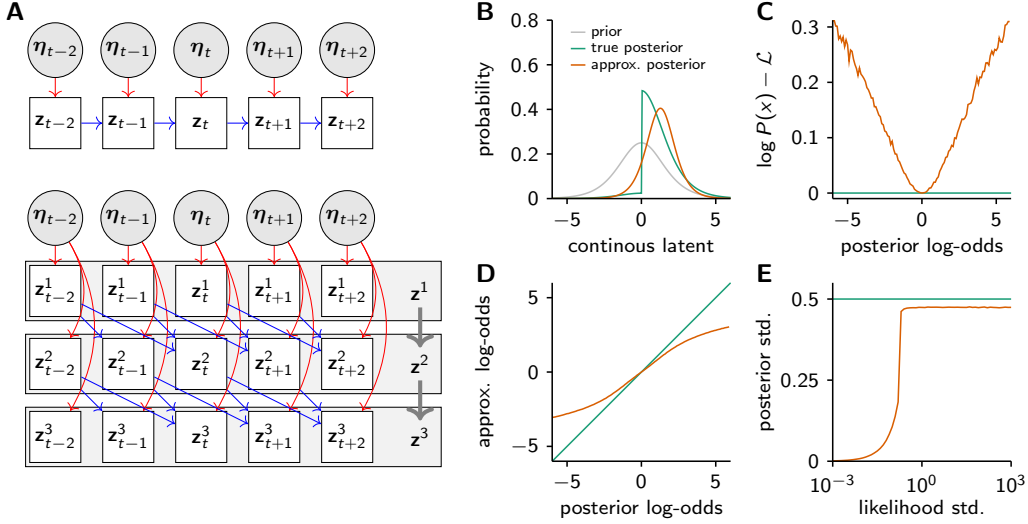 A
η_{t−2} η_{t−1} η_t η_{t+1} η_{t+2}
z_{t−2} z_{t−1} z_t z_{t+1} z_{t+2}
η_{t−2} η_{t−1} η_t η_{t+1} η_{t+2}
z^1_{t−2} z^1_{t−1} z^1_t z^1_{t+1} z^1_{t+2} z^1
z^2_{t−2} z^2_{t−1} z^2_t z^2_{t+1} z^2_{t+2} z^2
z^3_{t−2} z^3_{t−1} z^3_t z^3_{t+1} z^3_{t+2} z^3
B
probability
0.8
0.6
0.4
0.2
0
prior
true posterior
approx. posterior
−5 0 5
continous latent
C
log P(x) − ℒ
0.3
0.2
0.1
0
−5 0 5
posterior log-odds
D
approx. log-odds
5
0
−5
−5 0 5
posterior log-odds
E
posterior std.
0.5
0.25
0
10^{−3} 10^0 10^3
likelihood std.